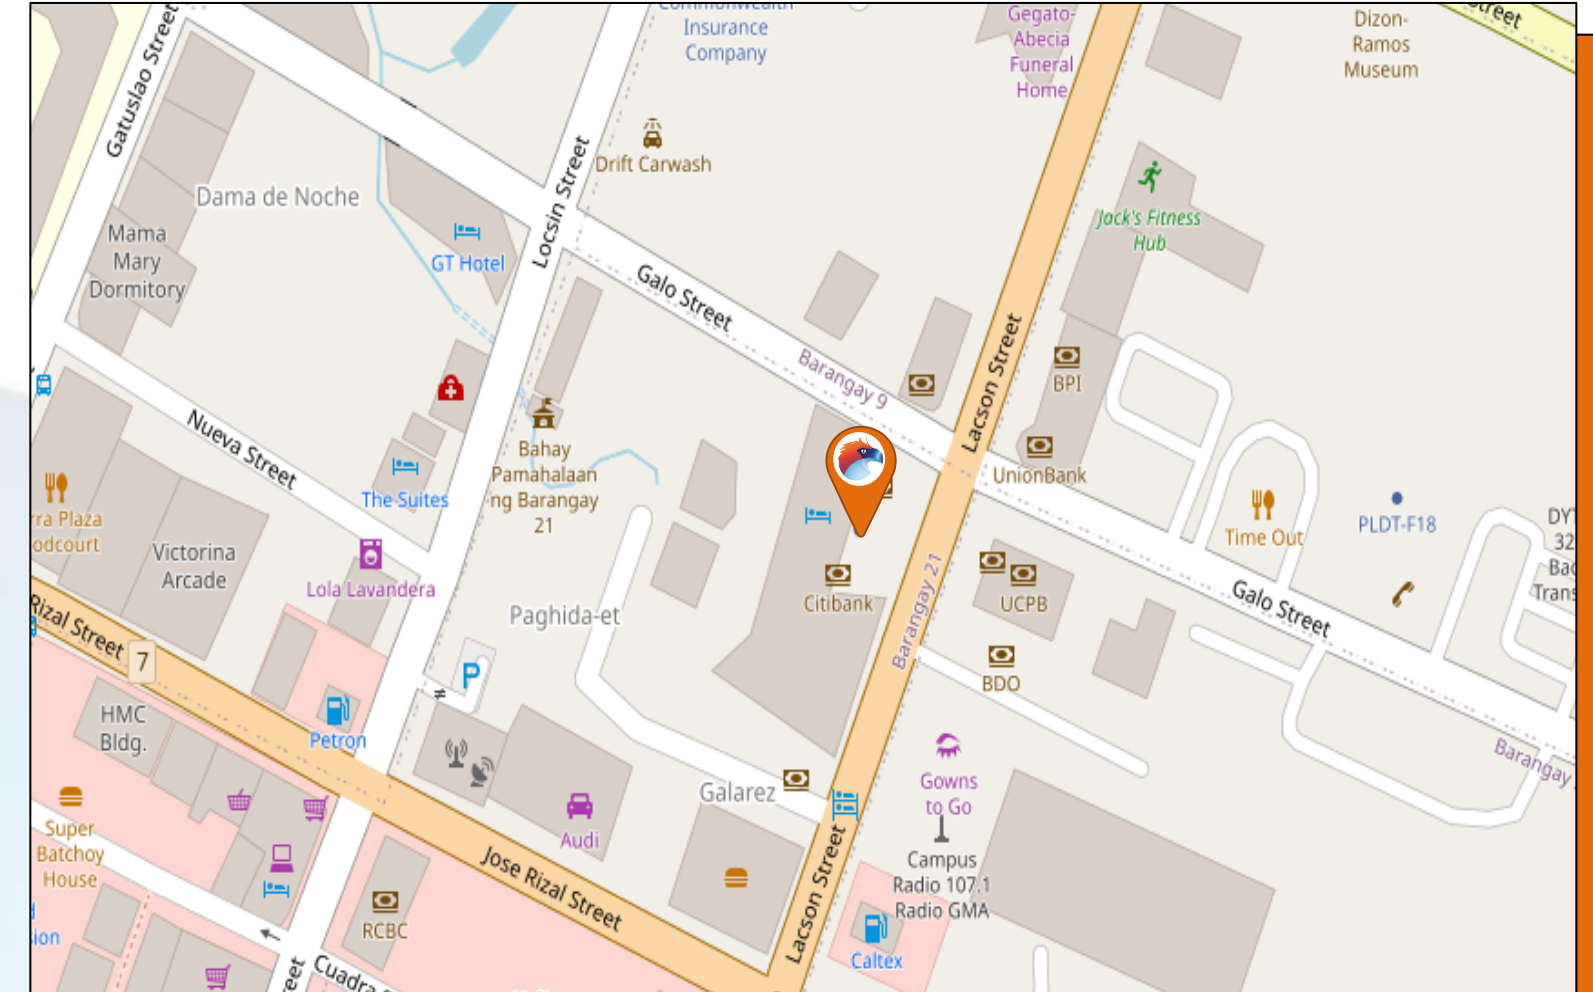 Insurance
Company
Gegato-
Abecia
Funeral
Home
Dizon-
Ramos
Museum
Gatuslao Street
Locsin Street
Drift Carwash
Dama de Noche
Mama
Mary
Dormitory
GT Hotel
Jack's Fitness
Hub
Galo Street
Barangay 9
Lacson Street
BPI
Nueva Street
Bahay
Pamahalaan
ng Barangay
21
The Suites
UnionBank
Time Out
PLDT-F18
Victorina
Arcade
Lola Lavandera
Citibank
UCPB
Barangay 21
Galo Street
Paghida-et
Rizal Street
7
P
BDO
HMC
Bldg.
Petron
Barangay
Galarez
Gowns
to Go
Audi
Super
Batchoy
House
Jose Rizal Street
Lacson Street
Campus
Radio 107.1
Radio GMA
RCBC
Caltex
Cuadra